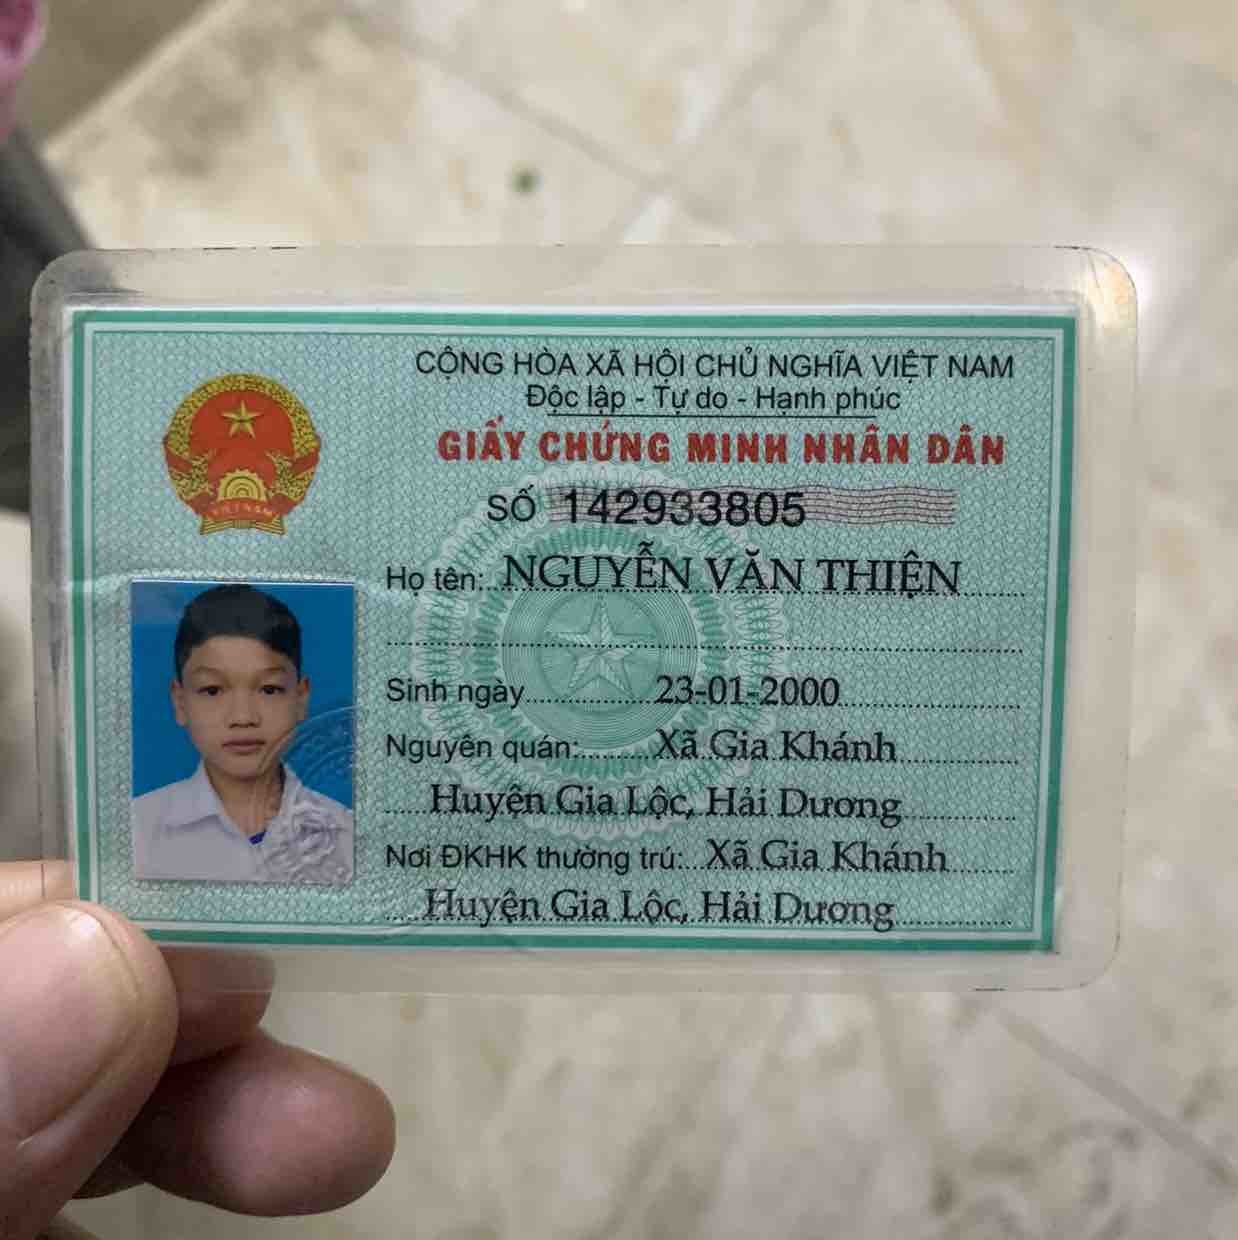 CỘNG HÒA XÃ HỘI CHỦ NGHĨA VIỆT NAM
Độc lập - Tự do - Hạnh phúc
GIẤY CHỨNG MINH NHÂN DÂN
SỐ 142933805
VIỆT NAM
Họ tên: NGUYỄN VĂN THIỆN
Sinh ngày 23-01-2000
Nguyên quán: Xã Gia Khánh
Huyện Gia Lộc, Hải Dương
Nơi ĐKHK thường trú: Xã Gia Khánh
Huyện Gia Lộc, Hải Dương